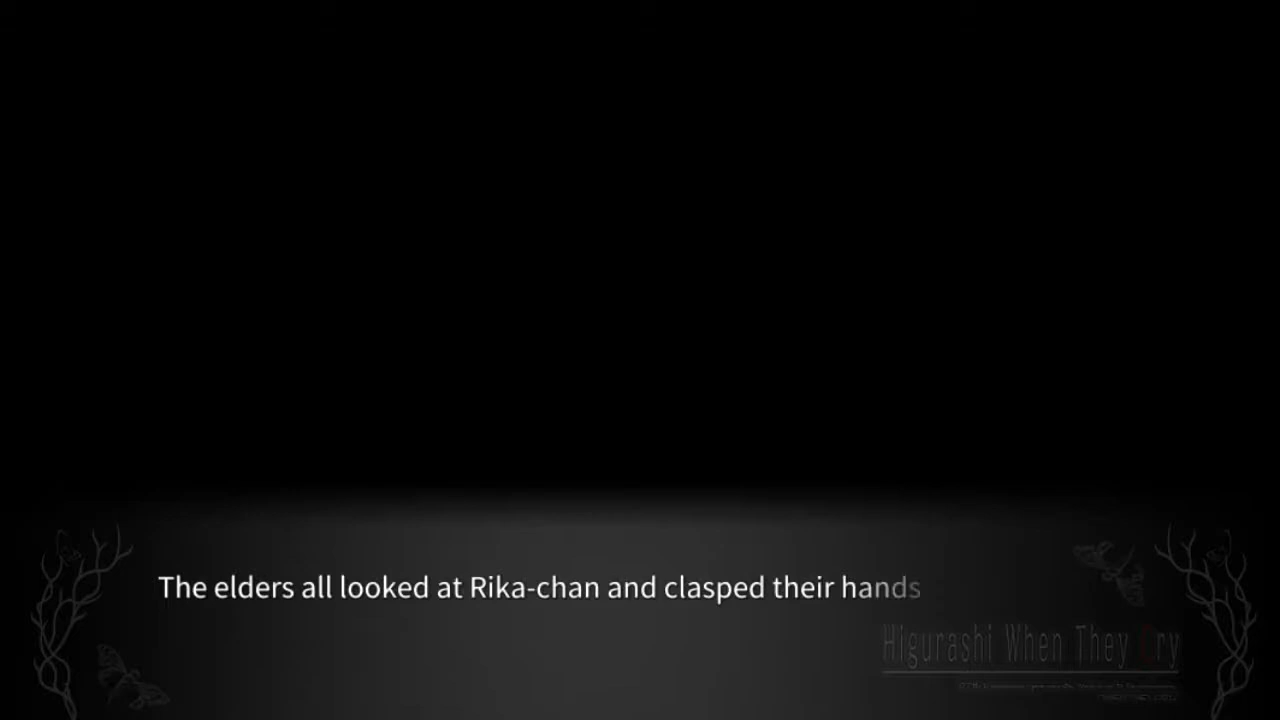 The elders all looked at Rika-chan and clasped their hands
Higurashi When They Cry